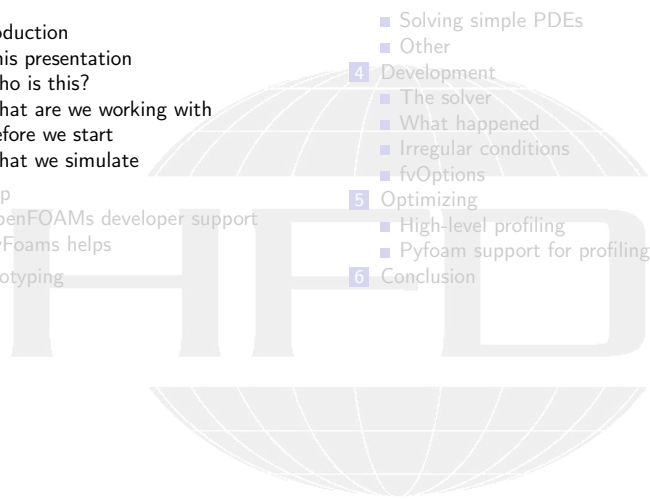 oduction
his presentation
ho is this?
hat are we working with
efore we start
hat we simulate
p
penFOAMs developer support
yFoams helps
otyping
Solving simple PDEs
Other
4 Development
The solver
What happened
Irregular conditions
fvOptions
5 Optimizing
High-level profiling
Pyfoam support for profiling
6 Conclusion
HFD